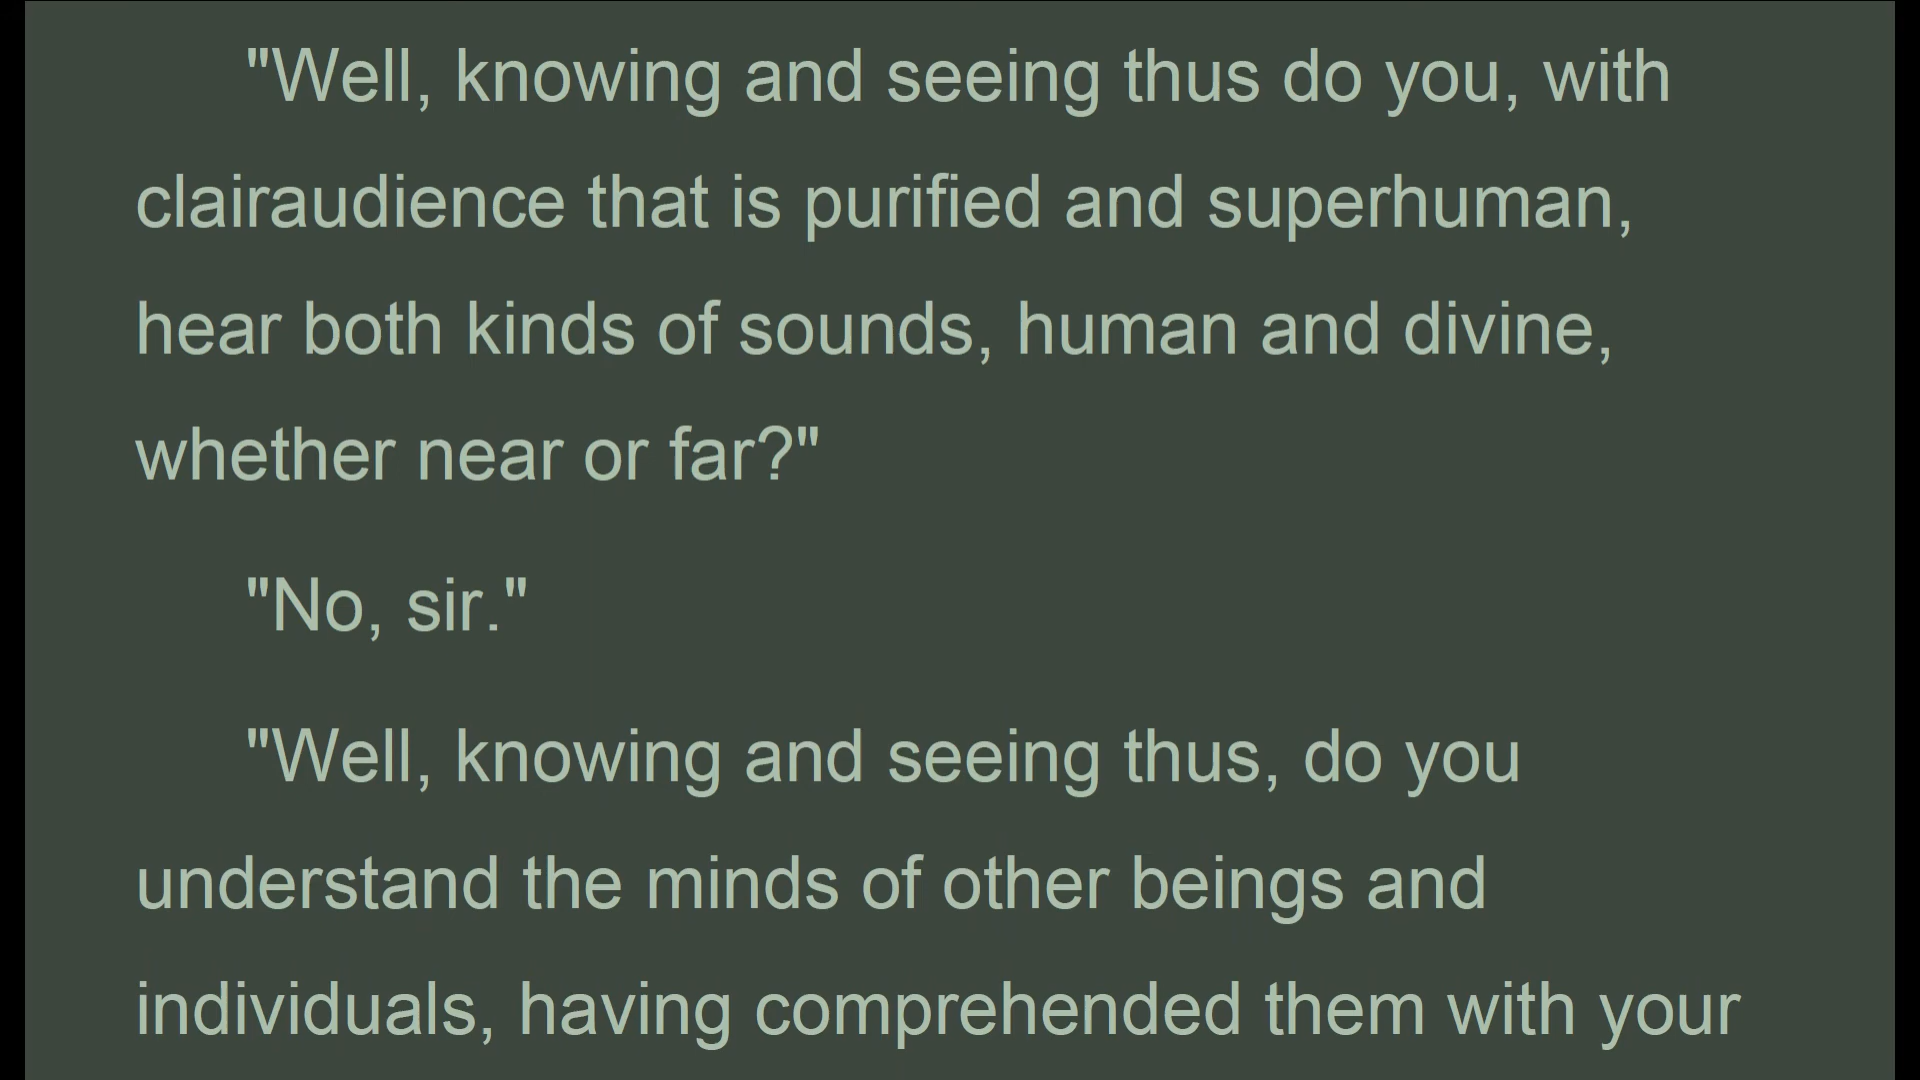 "Well, knowing and seeing thus do you, with
clairaudience that is purified and superhuman,
hear both kinds of sounds, human and divine,
whether near or far?"
"No, sir."
"Well, knowing and seeing thus, do you
understand the minds of other beings and
individuals, having comprehended them with your